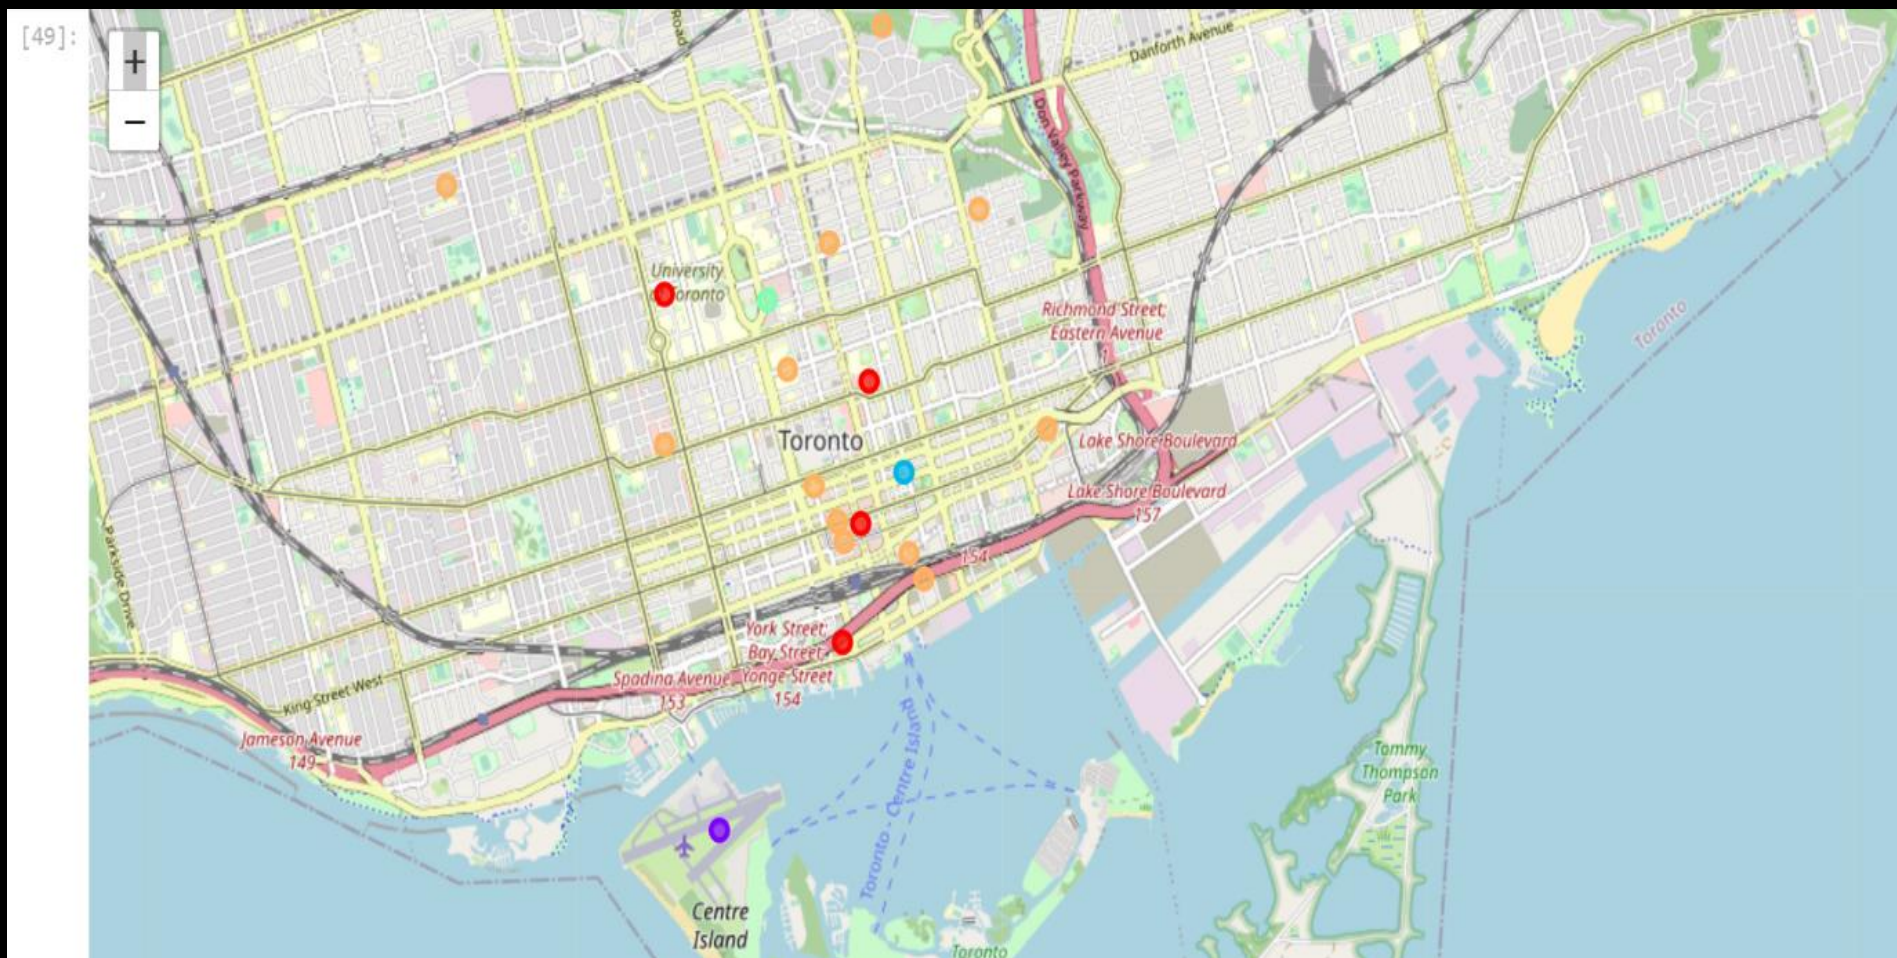 [49]:
+
−
Road
Danforth Avenue
Don Valley Parkway
University
Toronto
Richmond Street;
Eastern Avenue
1
Toronto
Toronto
Lake Shore Boulevard
Lake Shore Boulevard
157
154
Parkside Drive
York Street;
Bay Street;
Yonge Street
154
Spadina Avenue
153
King Street West
Jameson Avenue
149
Toronto - Centre Island
Tommy
Thompson
Park
Centre
Island
Toronto